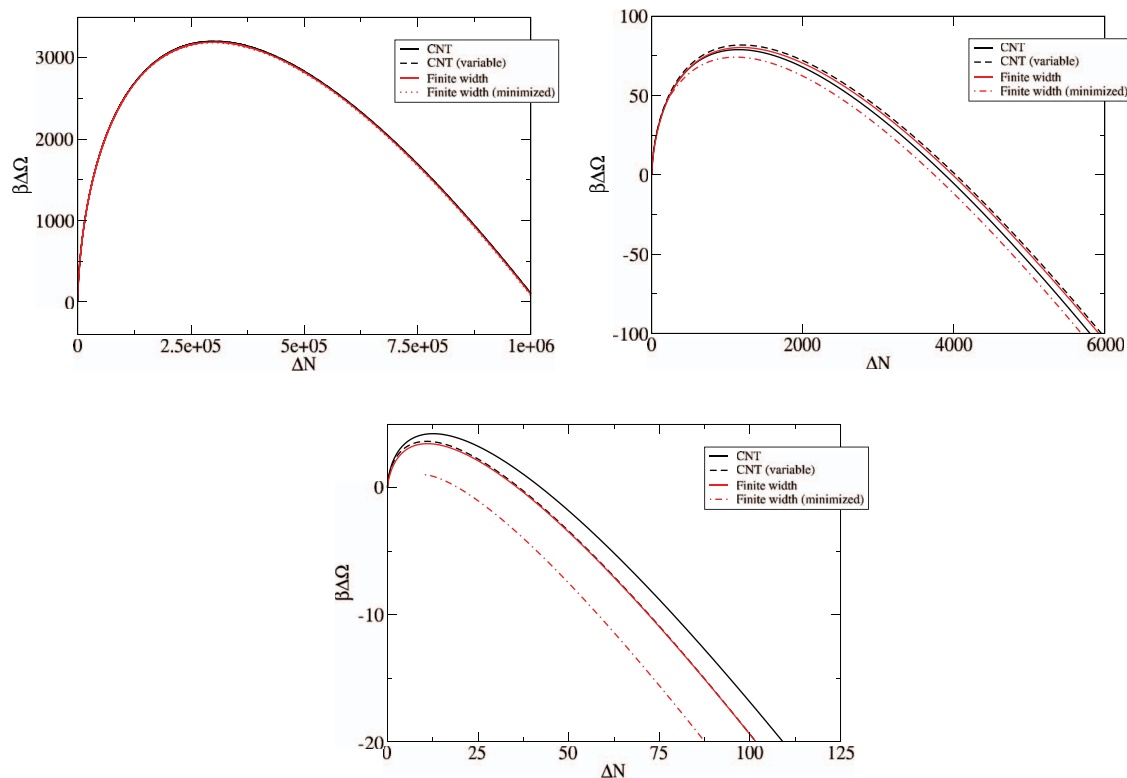 3000
2000
1000
0
βΔΩ
0
2.5e+05
5e+05
7.5e+05
1e+06
ΔN
CNT
CNT (variable)
Finite width
Finite width (minimized)
100
50
0
-50
-100
βΔΩ
0
2000
4000
6000
ΔN
CNT
CNT (variable)
Finite width
Finite width (minimized)
0
-10
-20
βΔΩ
0
25
50
75
100
125
ΔN
CNT
CNT (variable)
Finite width
Finite width (minimized)